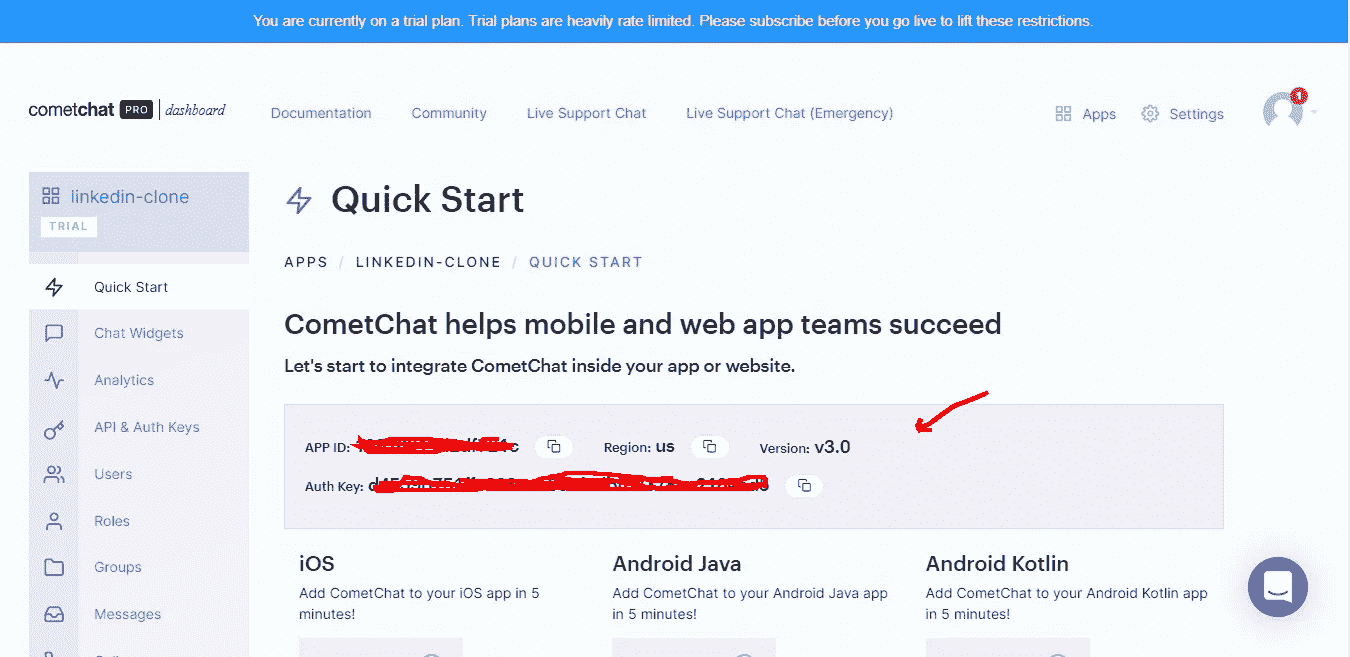 You are currently on a trial plan. Trial plans are heavily rate limited. Please subscribe before you go live to lift these restrictions.
cometchat PRO dashboard
Documentation Community Live Support Chat Live Support Chat (Emergency) Apps Settings
linkedin-clone
TRIAL
Quick Start
APPS / LINKEDIN-CLONE / QUICK START
Quick Start
Chat Widgets
Analytics
API & Auth Keys
Users
Roles
Groups
Messages
CometChat helps mobile and web app teams succeed
Let's start to integrate CometChat inside your app or website.
APP ID: Region: us Version: v3.0
Auth Key:
iOS
Add CometChat to your iOS app in 5
minutes!
Android Java
Add CometChat to your Android Java app
in 5 minutes!
Android Kotlin
Add CometChat to your Android Kotlin app
in 5 minutes!